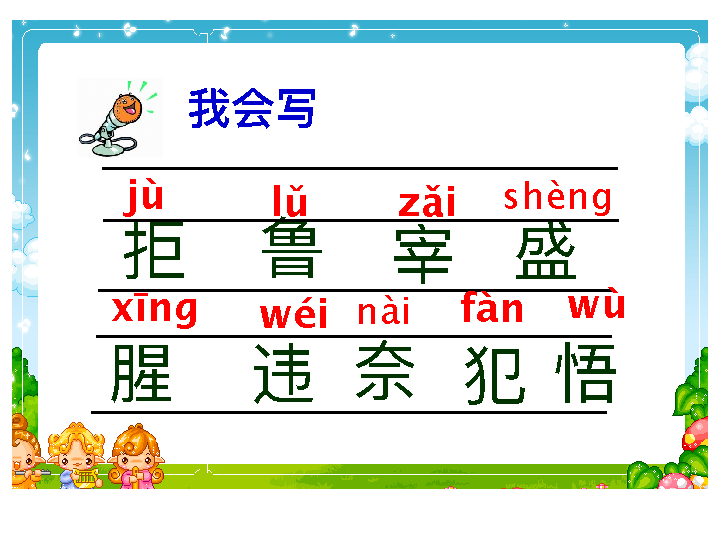 我会写
jù lǔ zǎi shèng
拒 鲁 宰 盛
xīng wéi nài fàn wù
腥 违 奈 犯 悟